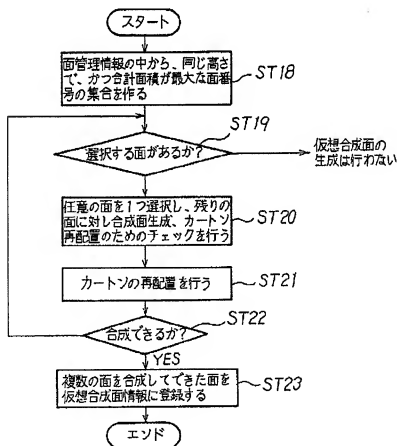 スタート
面管理情報の中から、同じ高さ
で、かつ合計面積が最大な面番
号の集合を作る
ST18
ST19
選択する面があるか?
仮想合成面の
生成は行わない
任意の面を1つ選択し、残りの
面に対し合成面生成、カートン
再配置のためのチェックを行う
ST20
カートンの再配置を行う
ST21
ST22
合成できるか?
YES
複数の面を合成してできた面を
仮想合成面情報に登録する
ST23
エンド